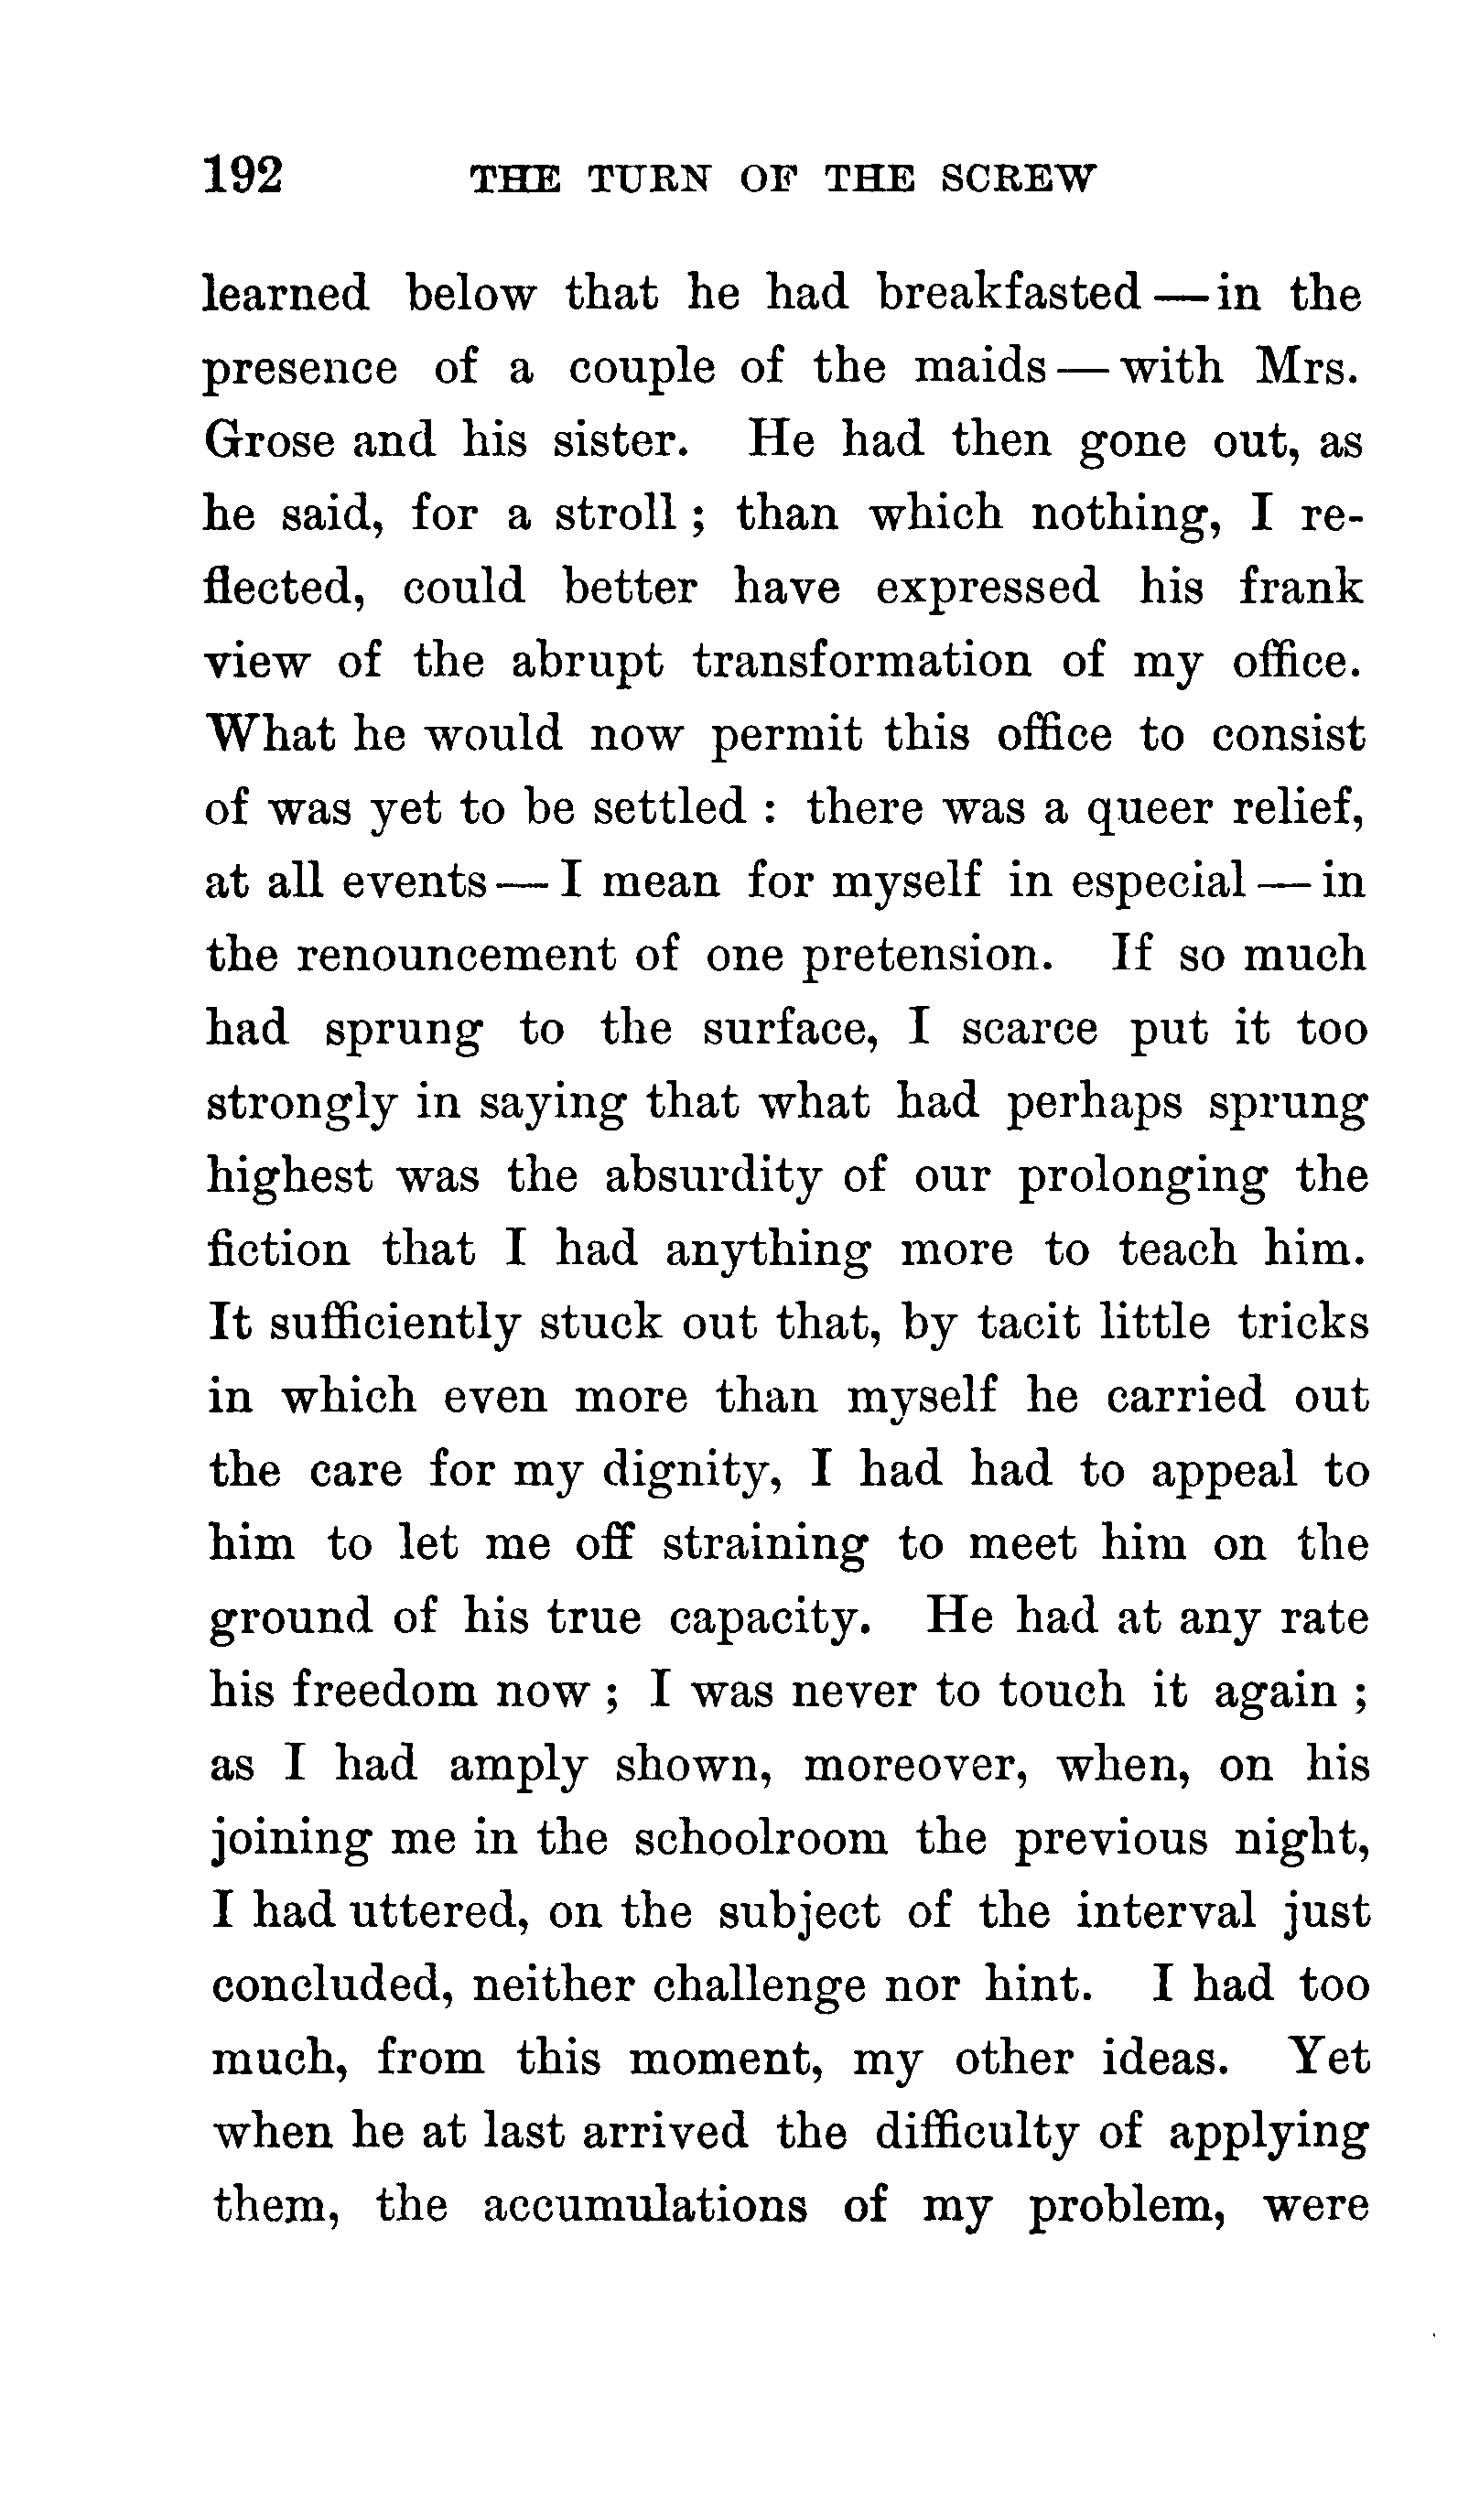 192 THE TURN OF THE SCREW
learned below that he had breakfasted — in the
presence of a couple of the maids — with Mrs.
Grose and his sister. He had then gone out, as
he said, for a stroll ; than which nothing, I re-
flected, could better have expressed his frank
view of the abrupt transformation of my office.
What he would now permit this office to consist
of was yet to be settled : there was a queer relief,
at all events — I mean for myself in especial — in
the renouncement of one pretension. If so much
had sprung to the surface, I scarce put it too
strongly in saying that what had perhaps sprung
highest was the absurdity of our prolonging the
fiction that I had anything more to teach him.
It sufficiently stuck out that, by tacit little tricks
in which even more than myself he carried out
the care for my dignity, I had had to appeal to
him to let me off straining to meet him on the
ground of his true capacity. He had at any rate
his freedom now ; I was never to touch it again ;
as I had amply shown, moreover, when, on his
joining me in the schoolroom the previous night,
I had uttered, on the subject of the interval just
concluded, neither challenge nor hint. I had too
much, from this moment, my other ideas. Yet
when he at last arrived the difficulty of applying
them, the accumulations of my problem, were